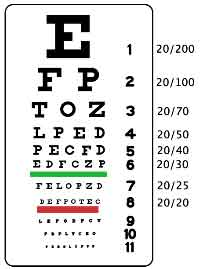 E 1 20/200
F P 2 20/100
T O Z 3 20/70
L P E D 4 20/50
P E C F D 5 20/40
E D F C Z P 6 20/30
F E L O P Z D 7 20/25
D E F P O T E C 8 20/20
9
10
11